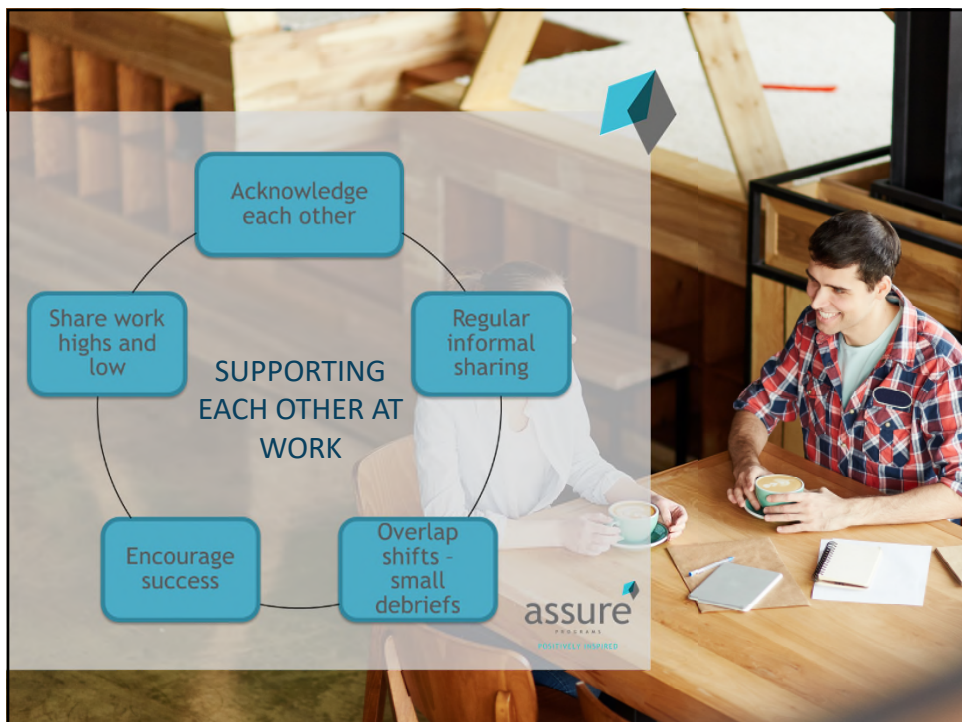 Acknowledge
each other
Regular
informal
sharing
Overlap
shifts –
small
debriefs
Encourage
success
Share work
highs and
low
SUPPORTING
EACH OTHER AT
WORK
assure
PROGRAMS
POSITIVELY INSPIRED